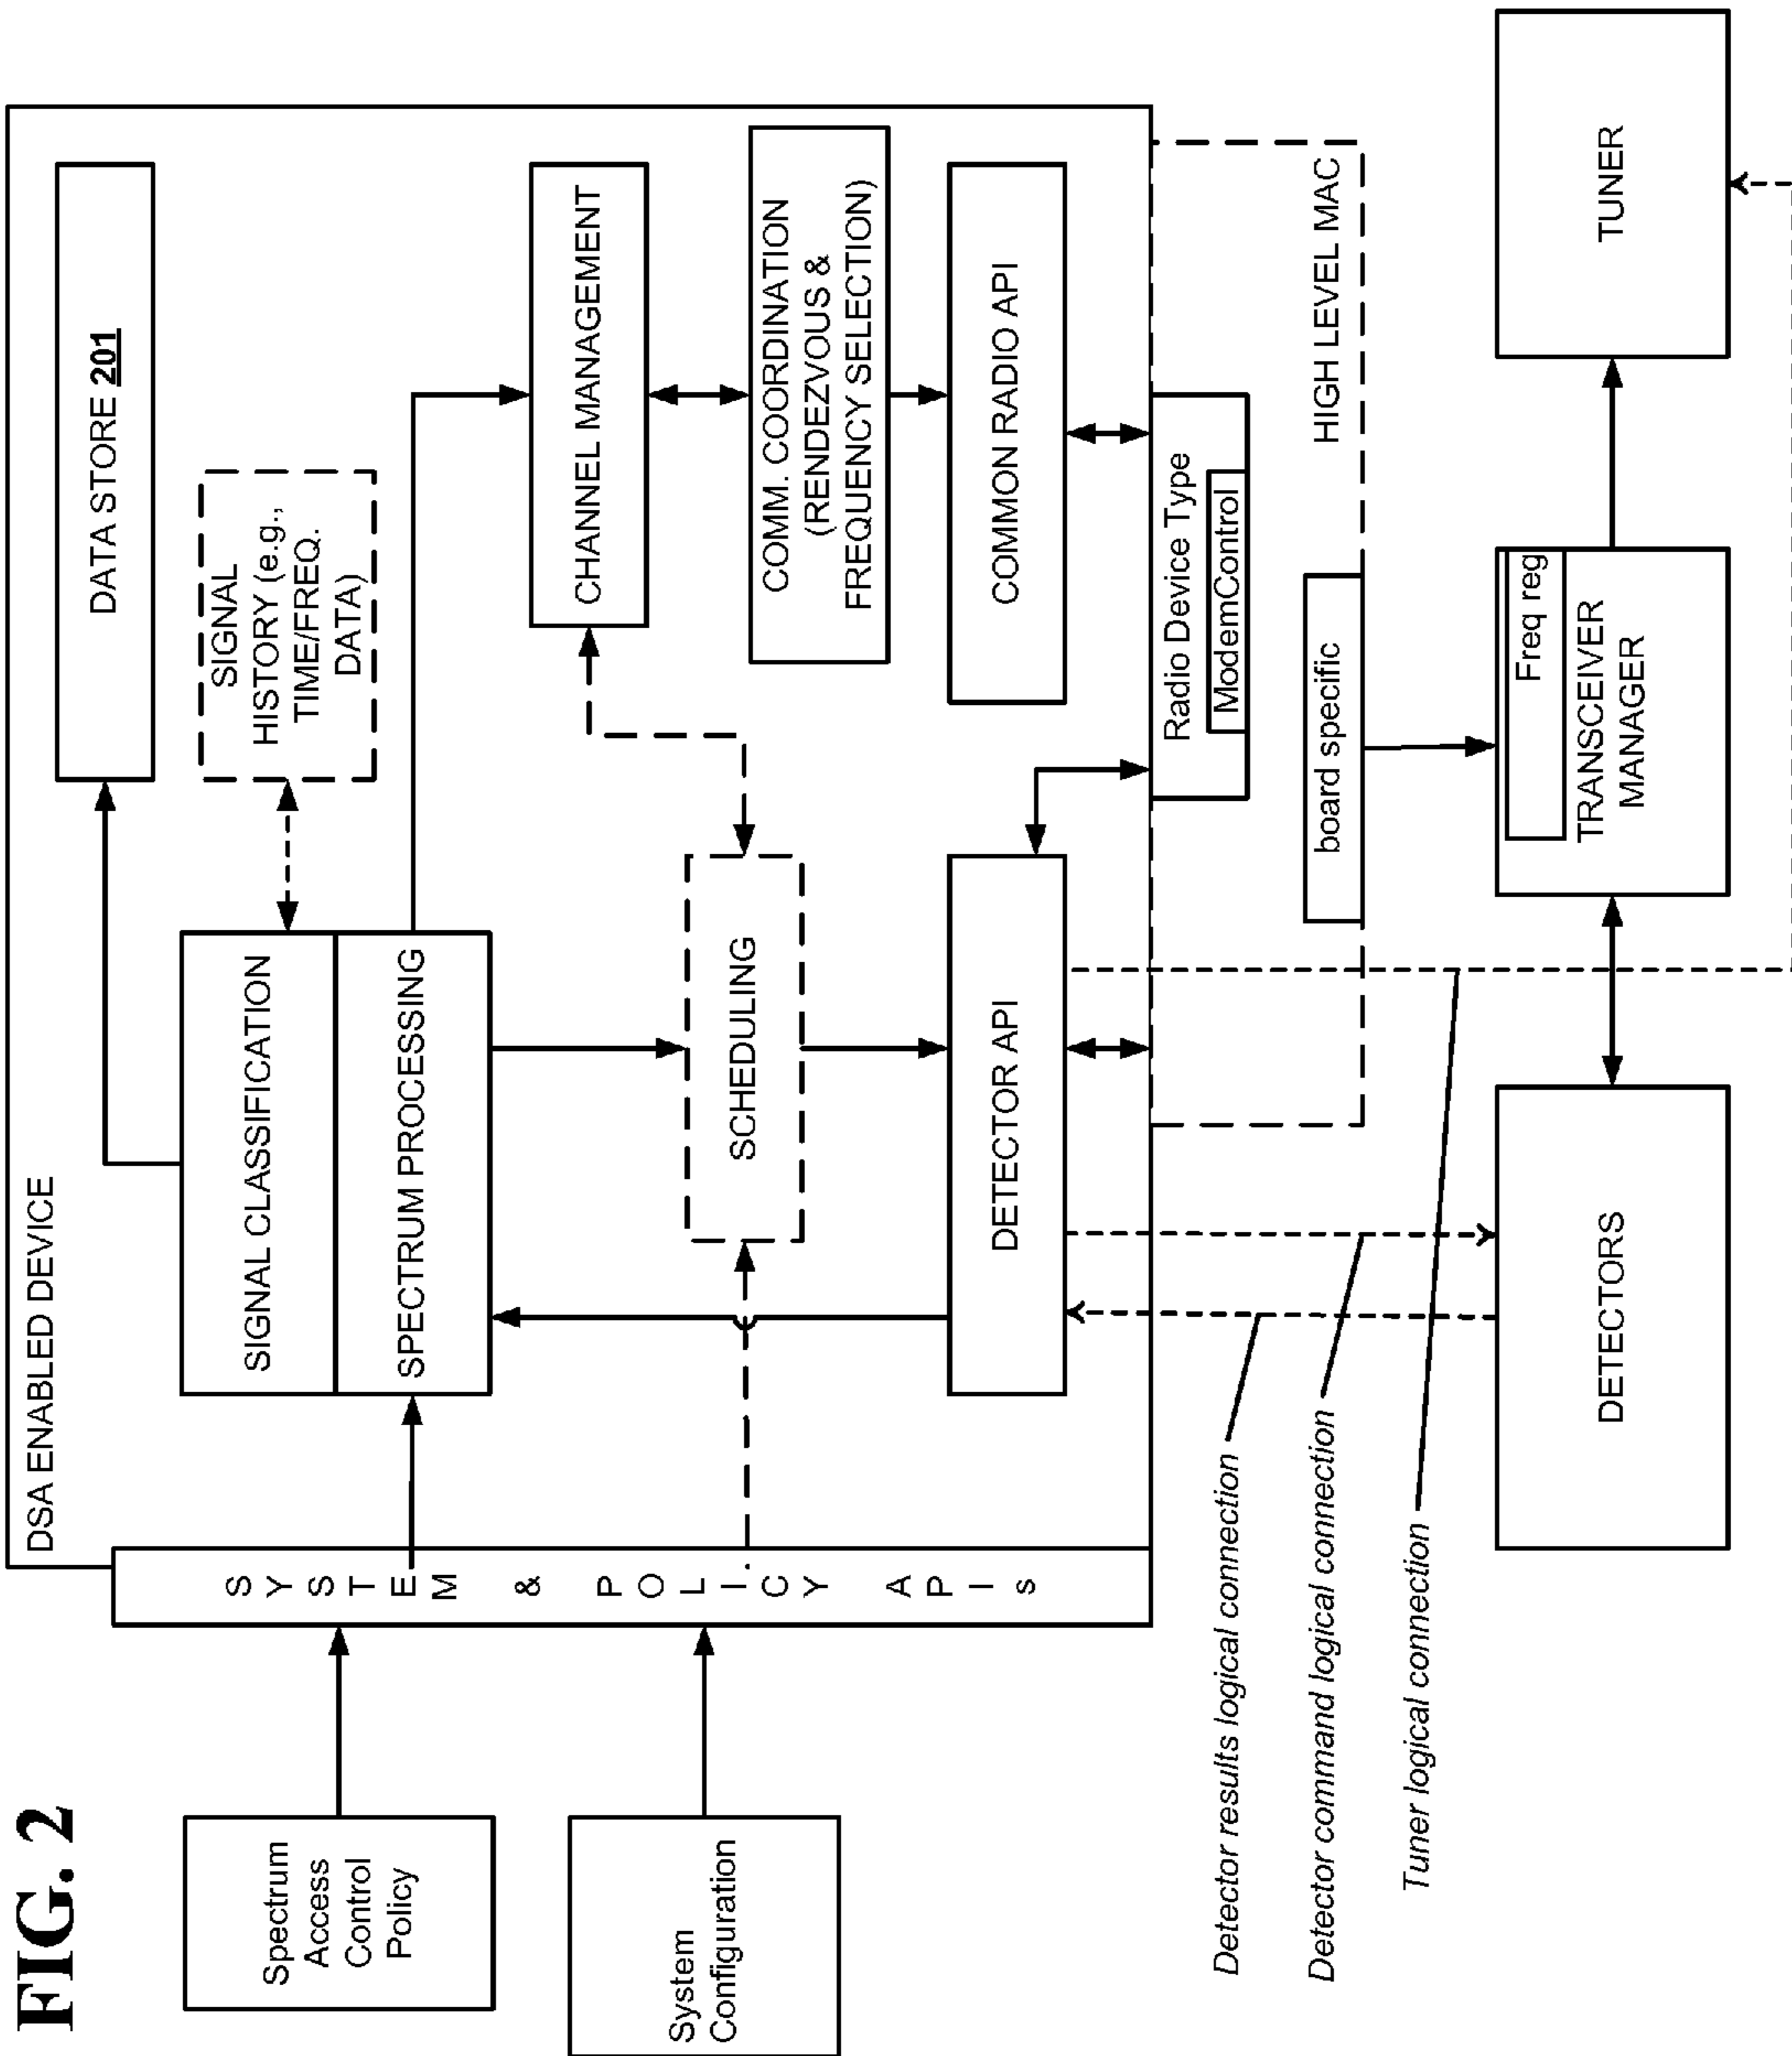 FIG. 2
DSA ENABLED DEVICE
DATA STORE 201
SIGNAL
HISTORY (e.g.,
TIME/FREQ.
DATA)
SIGNAL CLASSIFICATION
SPECTRUM PROCESSING
Spectrum
Access
Control
Policy
System
Configuration
SYSTEM & POLICY APIs
CHANNEL MANAGEMENT
SCHEDULING
COMM. COORDINATION
(RENDEZVOUS &
FREQUENCY SELECTION)
DETECTOR API
COMMON RADIO API
Radio Device Type
ModemControl
HIGH LEVEL MAC
board specific
Detector results logical connection
Detector command logical connection
Tuner logical connection
DETECTORS
Freq reg
TRANSCEIVER
MANAGER
TUNER